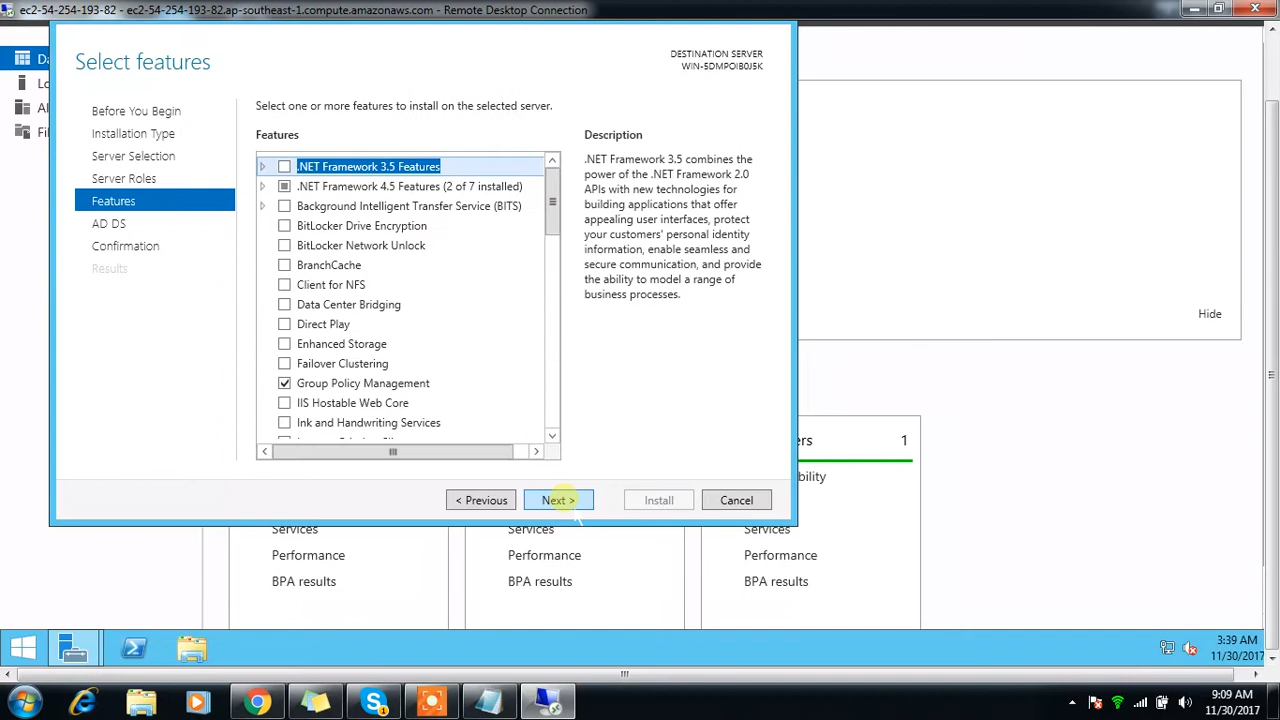 ec2-54-254-193-82 - ec2-54-254-193-82.ap-southeast-1.compute.amazonaws.com - Remote Desktop Connection
Select features
DESTINATION SERVER
WIN-5DMPOIB0J5K
Before You Begin
Installation Type
Server Selection
Server Roles
Features
AD DS
Confirmation
Results
Select one or more features to install on the selected server.
Features
.NET Framework 3.5 Features
.NET Framework 4.5 Features (2 of 7 installed)
Background Intelligent Transfer Service (BITS)
BitLocker Drive Encryption
BitLocker Network Unlock
BranchCache
Client for NFS
Data Center Bridging
Direct Play
Enhanced Storage
Failover Clustering
Group Policy Management
IIS Hostable Web Core
Ink and Handwriting Services
Description
.NET Framework 3.5 combines the
power of the .NET Framework 2.0
APIs with new technologies for
building applications that offer
appealing user interfaces, protect
your customers' personal identity
information, enable seamless and
secure communication, and provide
the ability to model a range of
business processes.
< Previous
Next >
Install
Cancel
Hide
ers 1
bility
Services
Performance
BPA results
Services
Performance
BPA results
Services
Performance
BPA results
3:39 AM
11/30/2017
9:09 AM
11/30/2017